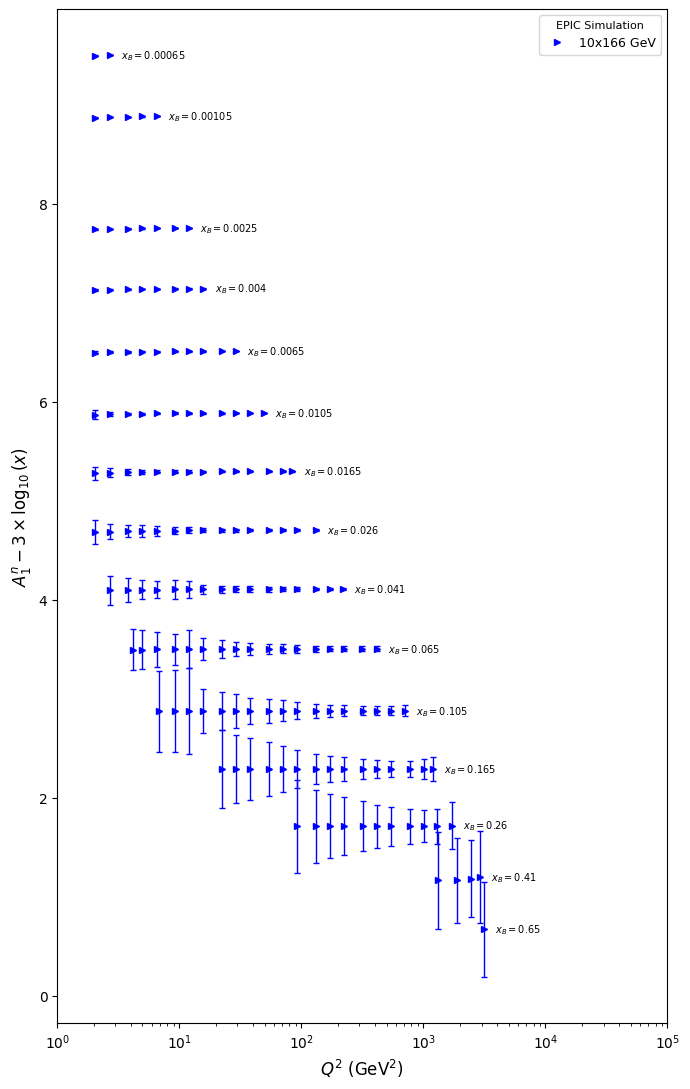 EPIC Simulation
10x166 GeV
x_B = 0.00065
x_B = 0.00105
x_B = 0.0025
x_B = 0.004
x_B = 0.0065
x_B = 0.0105
x_B = 0.0165
x_B = 0.026
x_B = 0.041
x_B = 0.065
x_B = 0.105
x_B = 0.165
x_B = 0.26
x_B = 0.41
x_B = 0.65
8
6
4
2
0
A_1^n − 3 × log_10(x)
10^0
10^1
10^2
10^3
10^4
10^5
Q^2 (GeV^2)